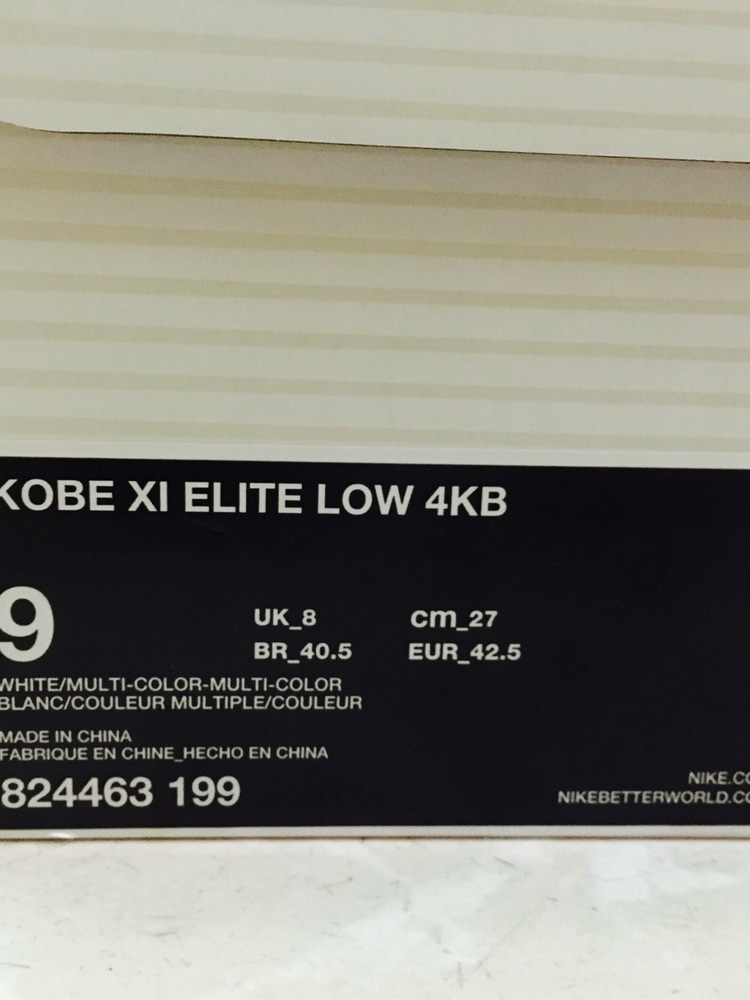 KOBE XI ELITE LOW 4KB
9
UK_8 cm_27
BR_40.5 EUR_42.5
WHITE/MULTI-COLOR-MULTI-COLOR
BLANC/COULEUR MULTIPLE/COULEUR
MADE IN CHINA
FABRIQUE EN CHINE_HECHO EN CHINA
824463 199
NIKE.CO
NIKEBETTERWORLD.CO